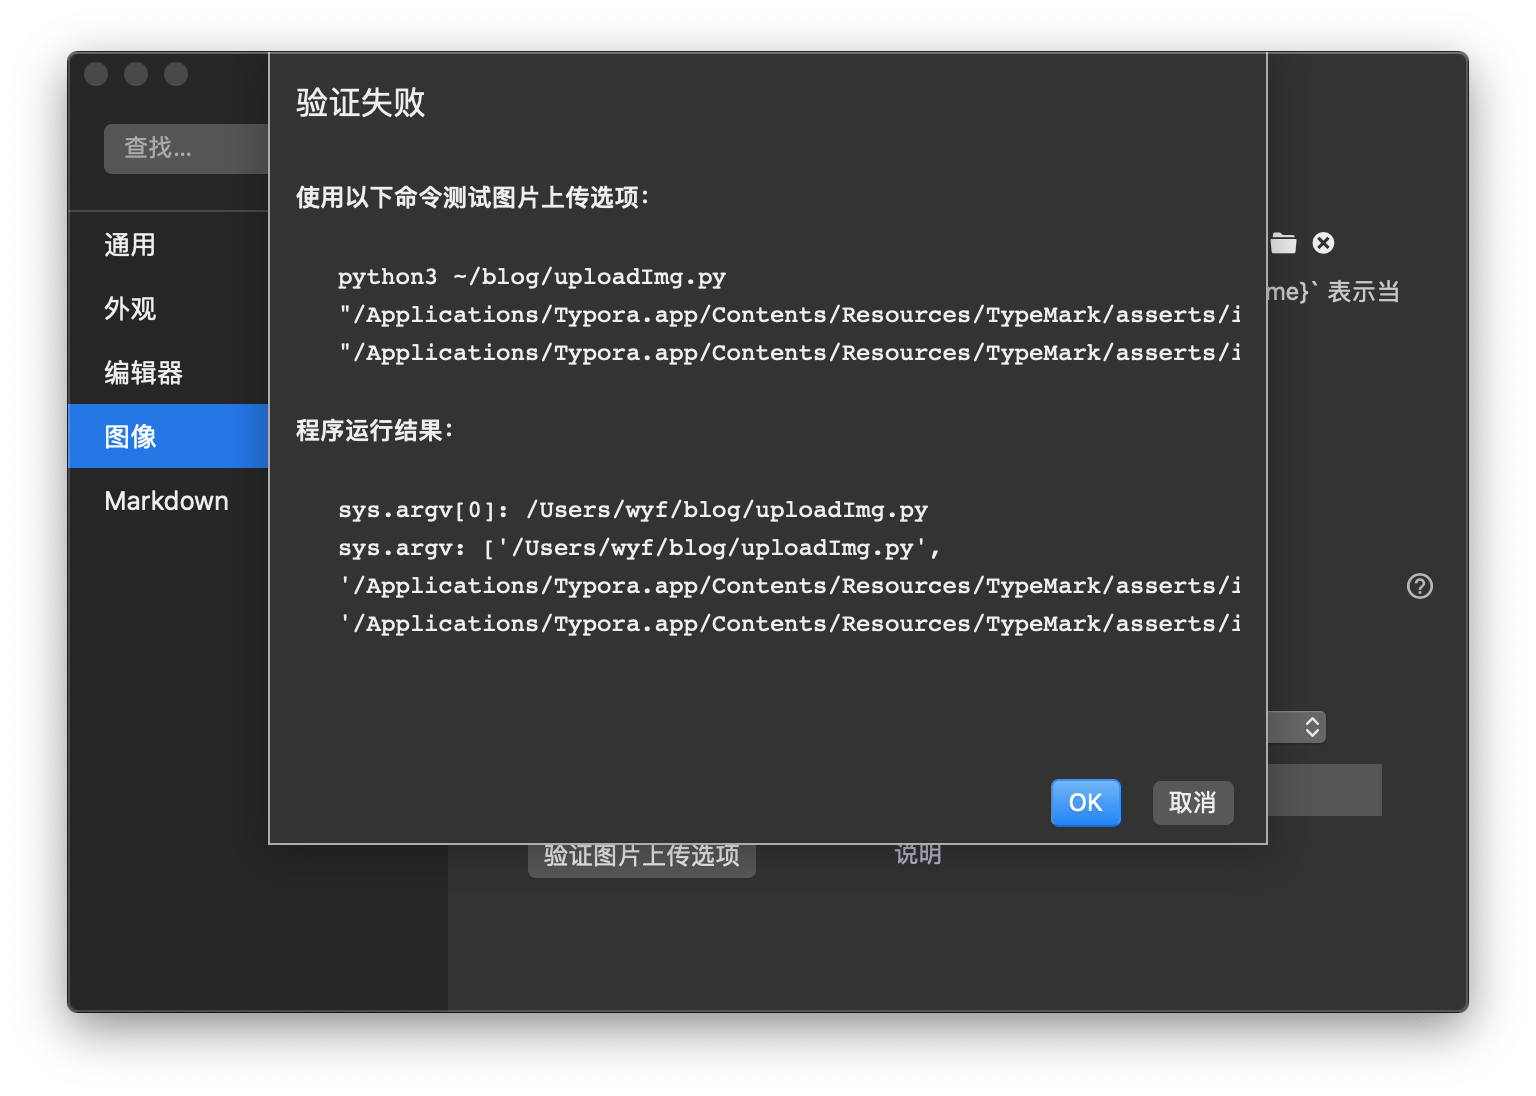 验证失败
查找...
使用以下命令测试图片上传选项：
通用
python3 ~/blog/uploadImg.py
me}` 表示当
外观
"/Applications/Typora.app/Contents/Resources/TypeMark/asserts/i
"/Applications/Typora.app/Contents/Resources/TypeMark/asserts/i
编辑器
图像
程序运行结果：
Markdown
sys.argv[0]: /Users/wyf/blog/uploadImg.py
sys.argv: ['/Users/wyf/blog/uploadImg.py',
'/Applications/Typora.app/Contents/Resources/TypeMark/asserts/i
'/Applications/Typora.app/Contents/Resources/TypeMark/asserts/i
OK 取消
验证图片上传选项 说明